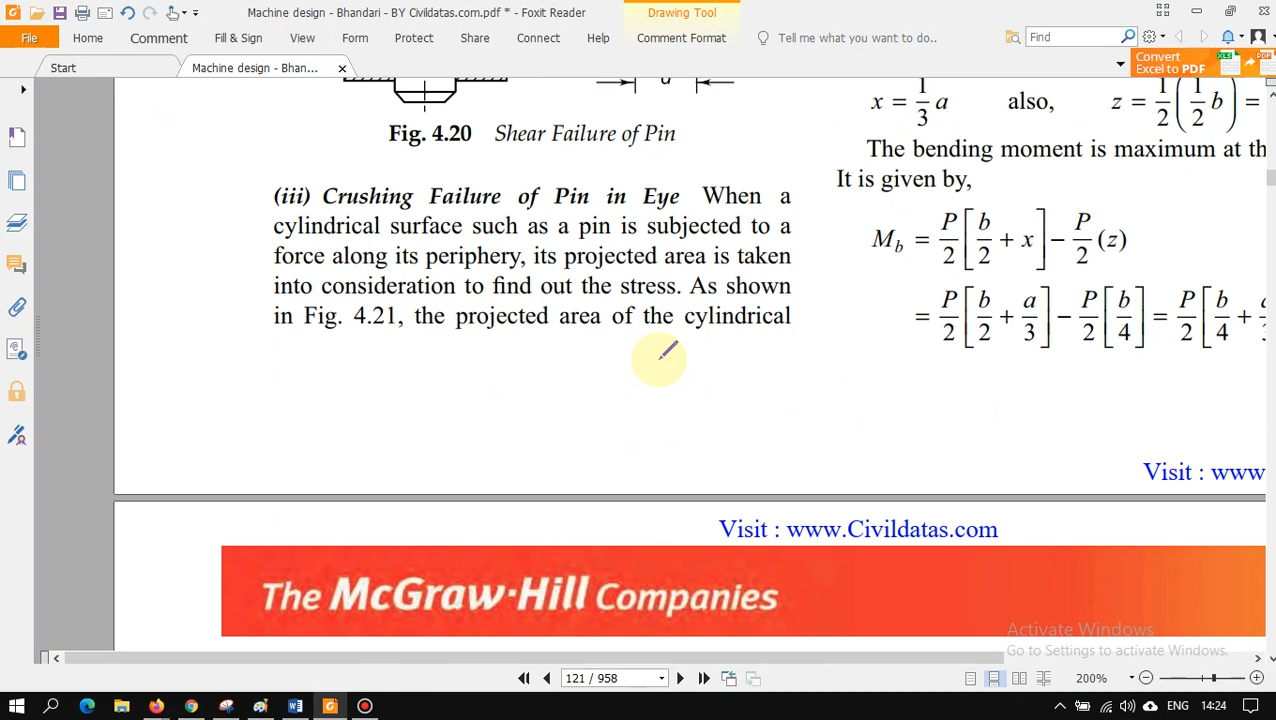 Machine design - Bhandari - BY Civildatas.com.pdf * - Foxit Reader
Drawing Tool
File
Home
Comment
Fill & Sign
View
Form
Protect
Share
Connect
Help
Comment Format
Tell me what you want to do..
Find
Start
Machine design - Bhan...
Convert
Excel to PDF
Fig. 4.20 Shear Failure of Pin
(iii) Crushing Failure of Pin in Eye When a
cylindrical surface such as a pin is subjected to a
force along its periphery, its projected area is taken
into consideration to find out the stress. As shown
in Fig. 4.21, the projected area of the cylindrical
x = 1/3 a also, z = 1/2 (1/2 b) =
The bending moment is maximum at th
It is given by,
M_b = P/2 [b/2 + x] − P/2 (z)
= P/2 [b/2 + a/3] − P/2 [b/4] = P/2 [b/4 +
Visit : www
Visit : www.Civildatas.com
The McGraw·Hill Companies
Activate Windows
Go to Settings to activate Windows.
121 / 958
200%
ENG
14:24